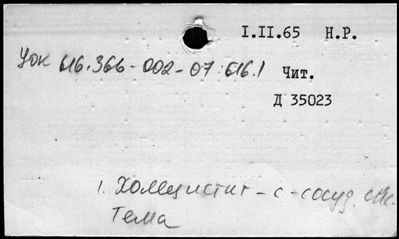 I.II.65 Н.Р.
УДК 616.366-002-07:616.1
Чит.
Д 35023
1. Холецистит-с-сосуд. сис.
Тема